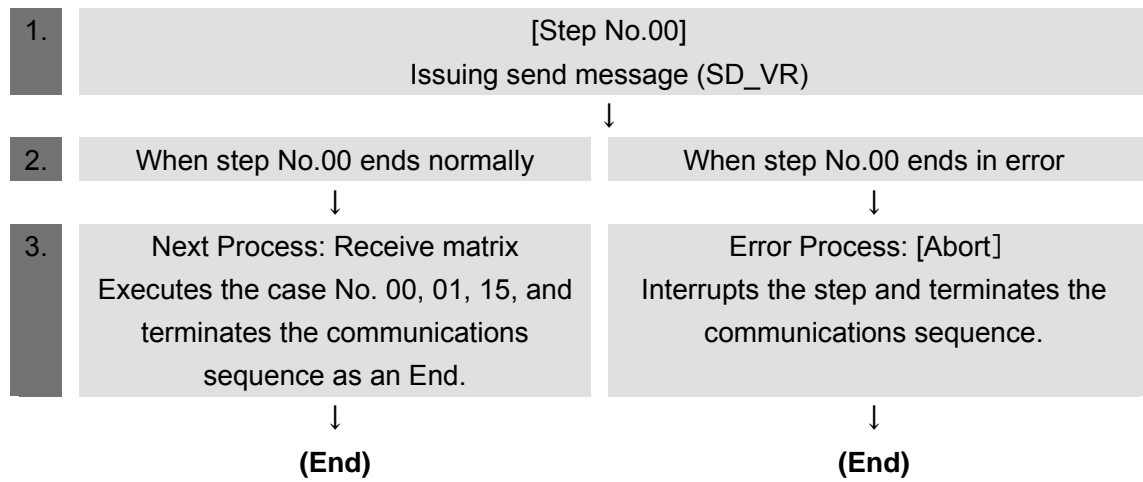 1.
[Step No.00]
Issuing send message (SD_VR)
↓
2.
When step No.00 ends normally
When step No.00 ends in error
↓
↓
3.
Next Process: Receive matrix
Executes the case No. 00, 01, 15, and
terminates the communications
sequence as an End.
Error Process: [Abort］
Interrupts the step and terminates the
communications sequence.
↓
↓
(End)
(End)